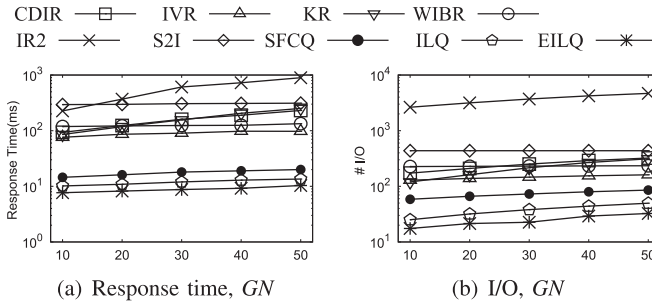 CDIR IVR KR WIBR
IR2 S2I SFCQ ILQ EILQ
10³ 10⁴
Response Time(ms) # I/O
10² 10³
10¹ 10²
10⁰ 10¹
10 20 30 40 50 10 20 30 40 50
(a) Response time, GN (b) I/O, GN